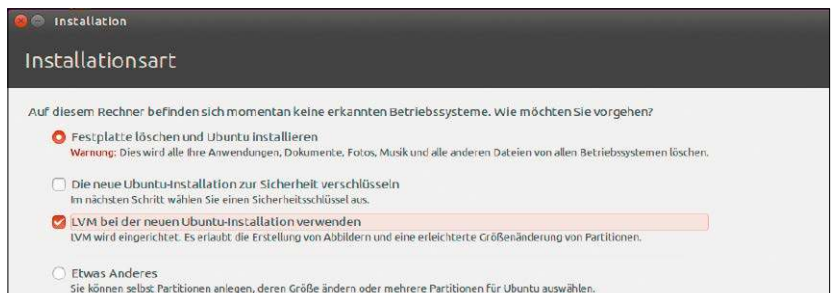 Installation
Installationsart
Auf diesem Rechner befinden sich momentan keine erkannten Betriebssysteme. Wie möchten Sie vorgehen?
Festplatte löschen und Ubuntu installieren
Warnung: Dies wird alle Ihre Anwendungen, Dokumente, Fotos, Musik und alle anderen Dateien von allen Betriebssystemen löschen.
Die neue Ubuntu-Installation zur Sicherheit verschlüsseln
Im nächsten Schritt wählen Sie einen Sicherheitsschlüssel aus.
LVM bei der neuen Ubuntu-Installation verwenden
LVM wird eingerichtet. Es erlaubt die Erstellung von Abbildern und eine erleichterte Größenänderung von Partitionen.
Etwas Anderes
Sie können selbst Partitionen anlegen, deren Größe ändern oder mehrere Partitionen für Ubuntu auswählen.